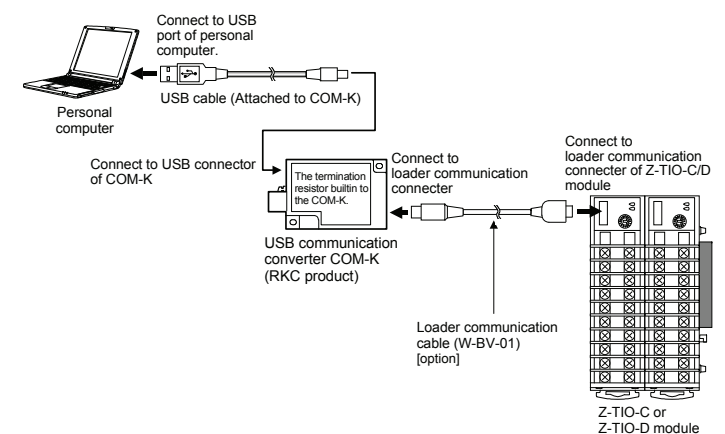 Connect to USB
port of personal
computer.
USB cable (Attached to COM-K)
Personal
computer
Connect to USB connector
of COM-K
The termination
resistor builtin to
the COM-K.
Connect to
loader communication
connecter
Connect to
loader communication
connecter of Z-TIO-C/D
module
USB communication
converter COM-K
(RKC product)
Loader communication
cable (W-BV-01)
[option]
Z-TIO-C or
Z-TIO-D module